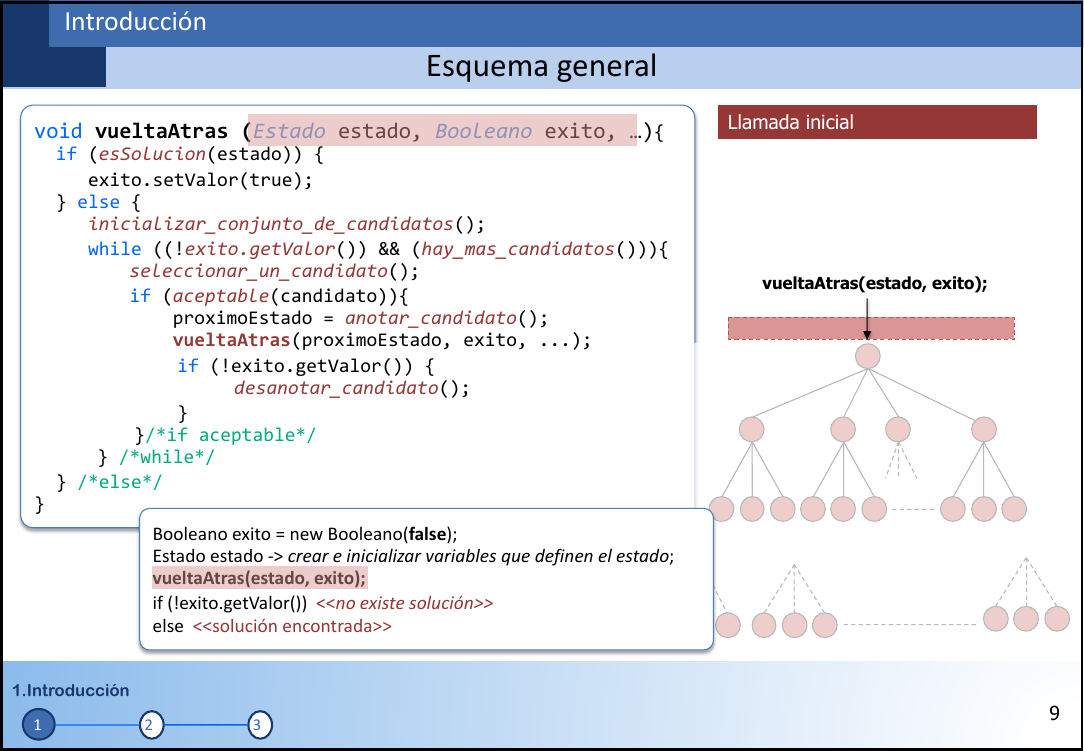 Introducción
Esquema general
void vueltaAtras (Estado estado, Booleano exito, …){
if (esSolucion(estado)) {
exito.setValor(true);
} else {
inicializar_conjunto_de_candidatos();
while ((!exito.getValor()) && (hay_mas_candidatos())){
seleccionar_un_candidato();
if (aceptable(candidato)){
proximoEstado = anotar_candidato();
vueltaAtras(proximoEstado, exito, ...);
if (!exito.getValor()) {
desanotar_candidato();
}
}/*if aceptable*/
} /*while*/
} /*else*/
}
Booleano exito = new Booleano(false);
Estado estado -> crear e inicializar variables que definen el estado;
vueltaAtras(estado, exito);
if (!exito.getValor()) <<no existe solución>>
else <<solución encontrada>>
Llamada inicial
vueltaAtras(estado, exito);
1.Introducción
1 2 3
9